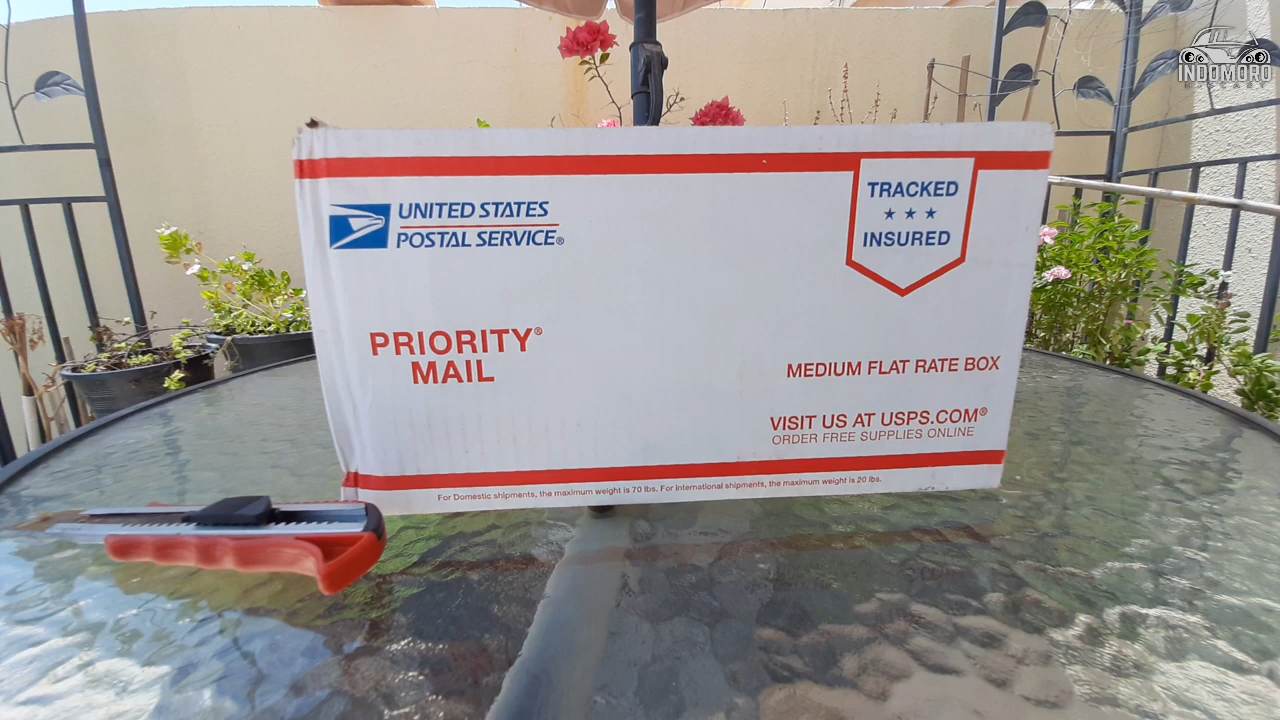 INDOMORO
UNITED STATES
POSTAL SERVICE®
TRACKED
★ ★ ★
INSURED
PRIORITY®
MAIL
MEDIUM FLAT RATE BOX
VISIT US AT USPS.COM®
ORDER FREE SUPPLIES ONLINE
For Domestic shipments, the maximum weight is 70 lbs. For international shipments, the maximum weight is 20 lbs.